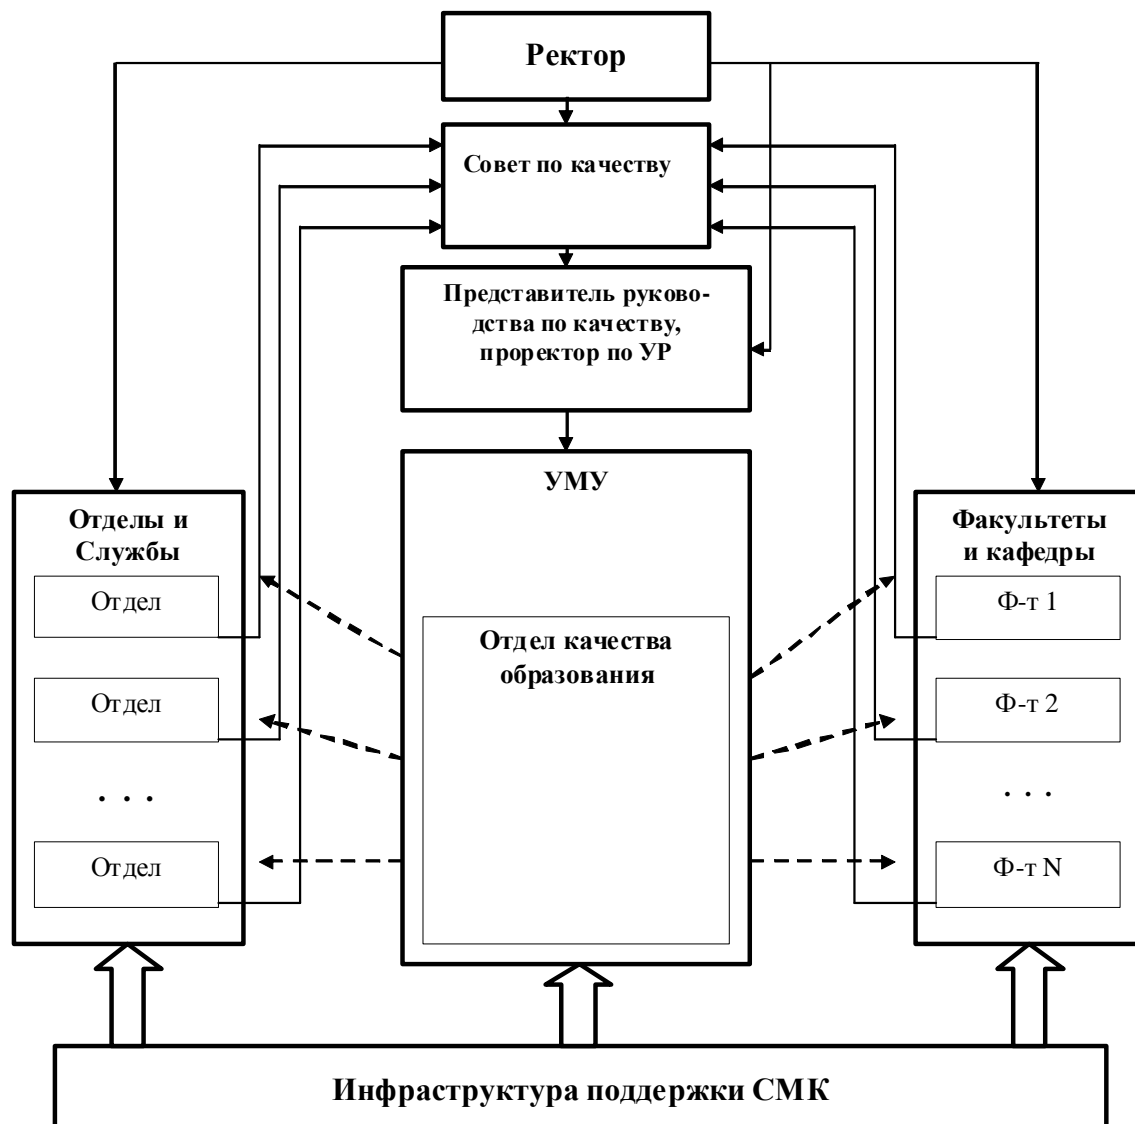 Ректор
Совет по качеству
Представитель руково-
дства по качеству,
проректор по УР
УМУ
Отдел качества
образования
Отделы и
Службы
Отдел
Отдел
. . .
Отдел
Факультеты
и кафедры
Ф-т 1
Ф-т 2
. . .
Ф-т N
Инфраструктура поддержки СМК